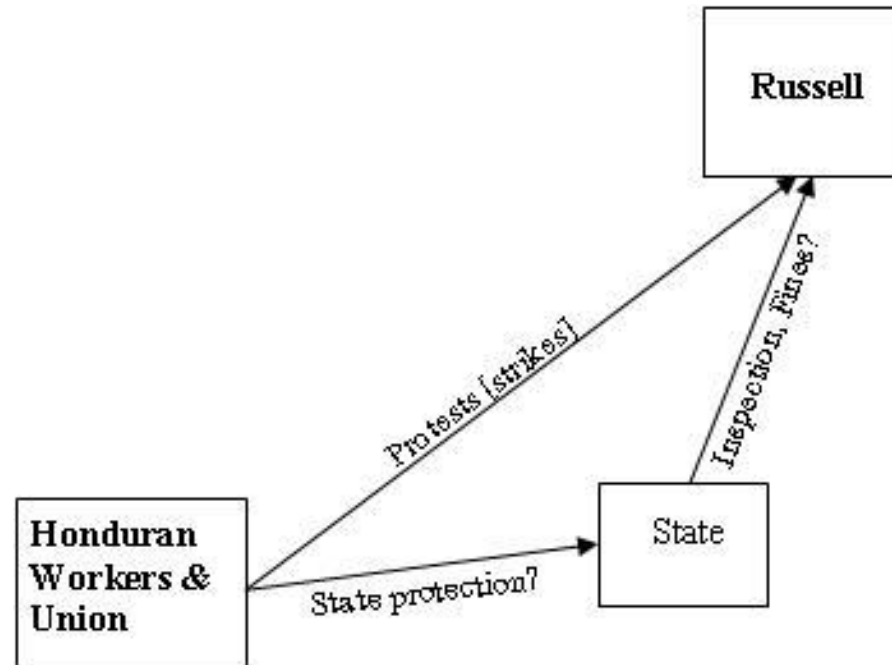 Russell
Inspection, Fines?
Protests [strikes]
State
Honduran
Workers &
Union
State protection?